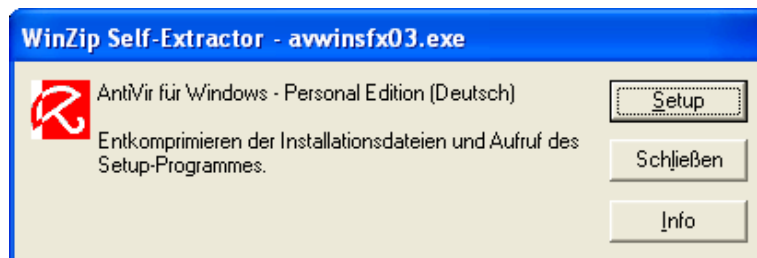 WinZip Self-Extractor - avwinsfx03.exe
AntiVir für Windows - Personal Edition (Deutsch)
Setup
Entkomprimieren der Installationsdateien und Aufruf des
Setup-Programmes.
Schließen
Info